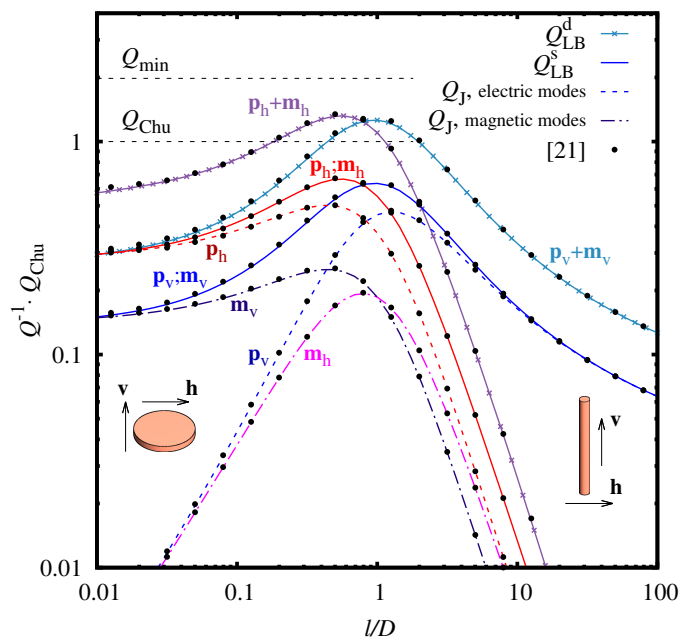 Q^d_LB
Q_min
Q^s_LB
p_h+m_h
Q_J, electric modes
Q_Chu
Q_J, magnetic modes
[21]
p_h;m_h
p_h
p_v;m_v
p_v+m_v
m_v
p_v
m_h
v
h
v
h
Q^-1 · Q_Chu
1
0.1
0.01
0.01
0.1
1
10
100
l/D